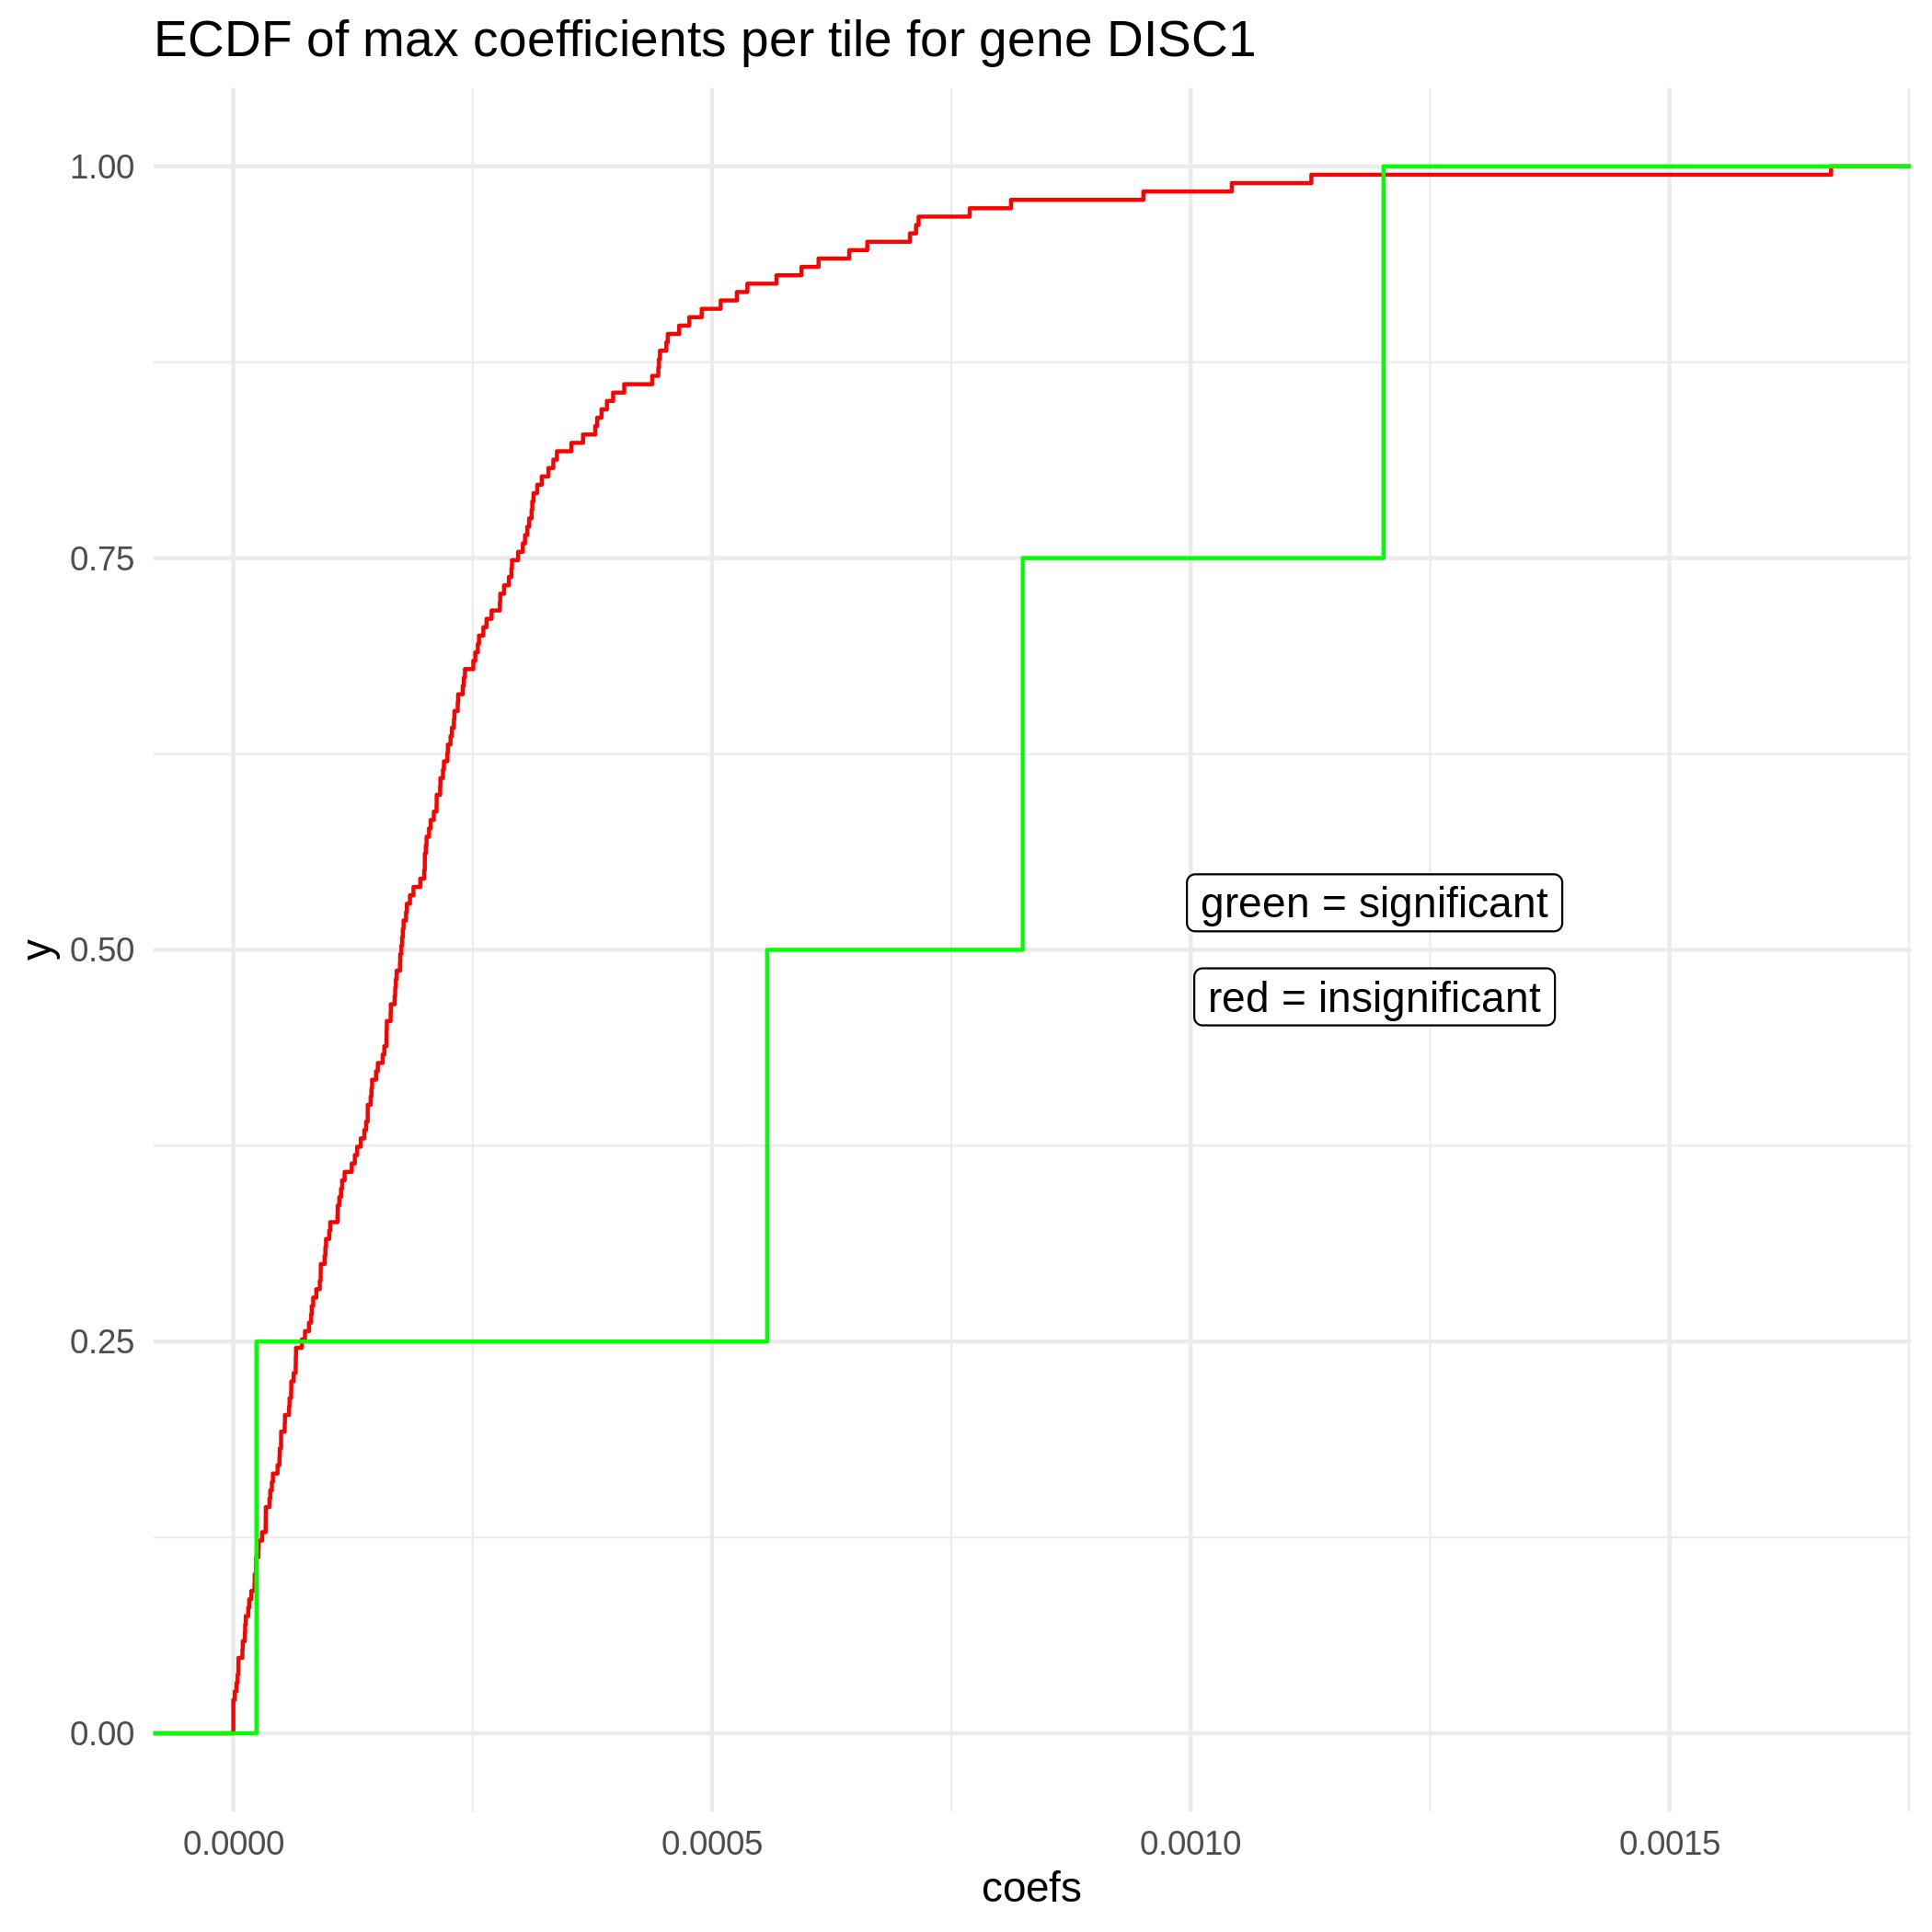 ECDF of max coefficients per tile for gene DISC1
1.00
0.75
0.50
0.25
0.00
y
green = significant
red = insignificant
0.0000 0.0005 0.0010 0.0015
coefs